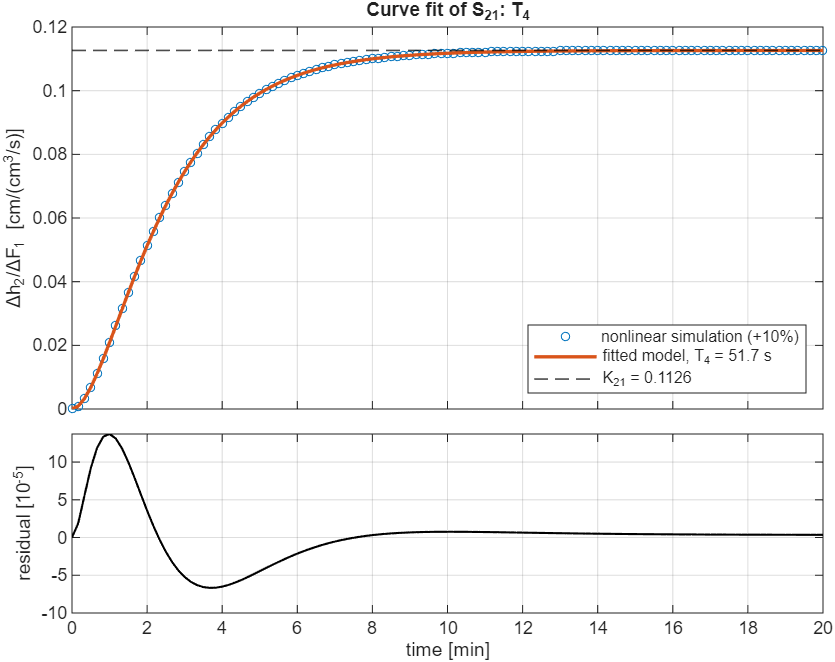 Curve fit of S₂₁: T₄
0.12
0.1
0.08
0.06
0.04
0.02
0
Δh₂/ΔF₁ [cm/(cm³/s)]
nonlinear simulation (+10%)
fitted model, T₄ = 51.7 s
K₂₁ = 0.1126
10
5
0
-5
-10
residual [10⁻⁵]
0 2 4 6 8 10 12 14 16 18 20
time [min]